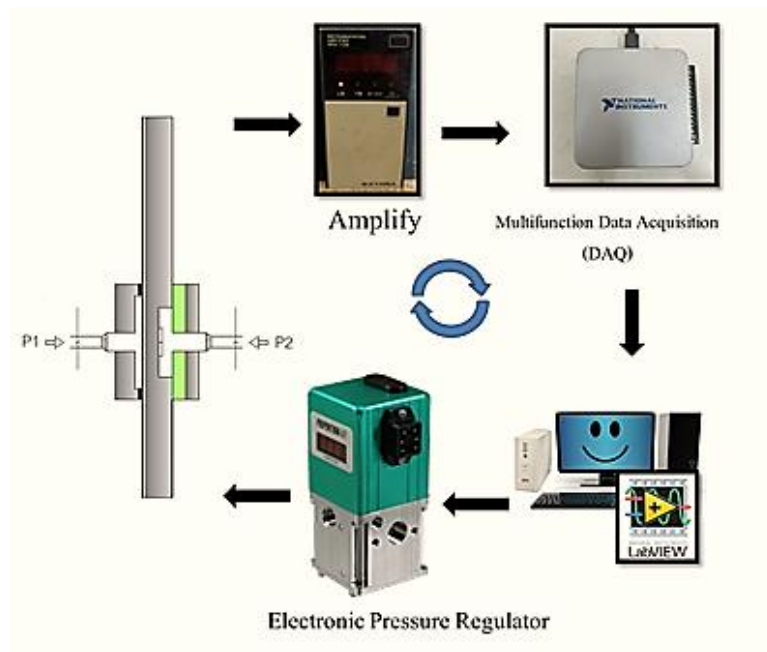 Amplify
NATIONAL
INSTRUMENTS
Multifunction Data Acquisition
(DAQ)
P1
P2
LabVIEW
Electronic Pressure Regulator